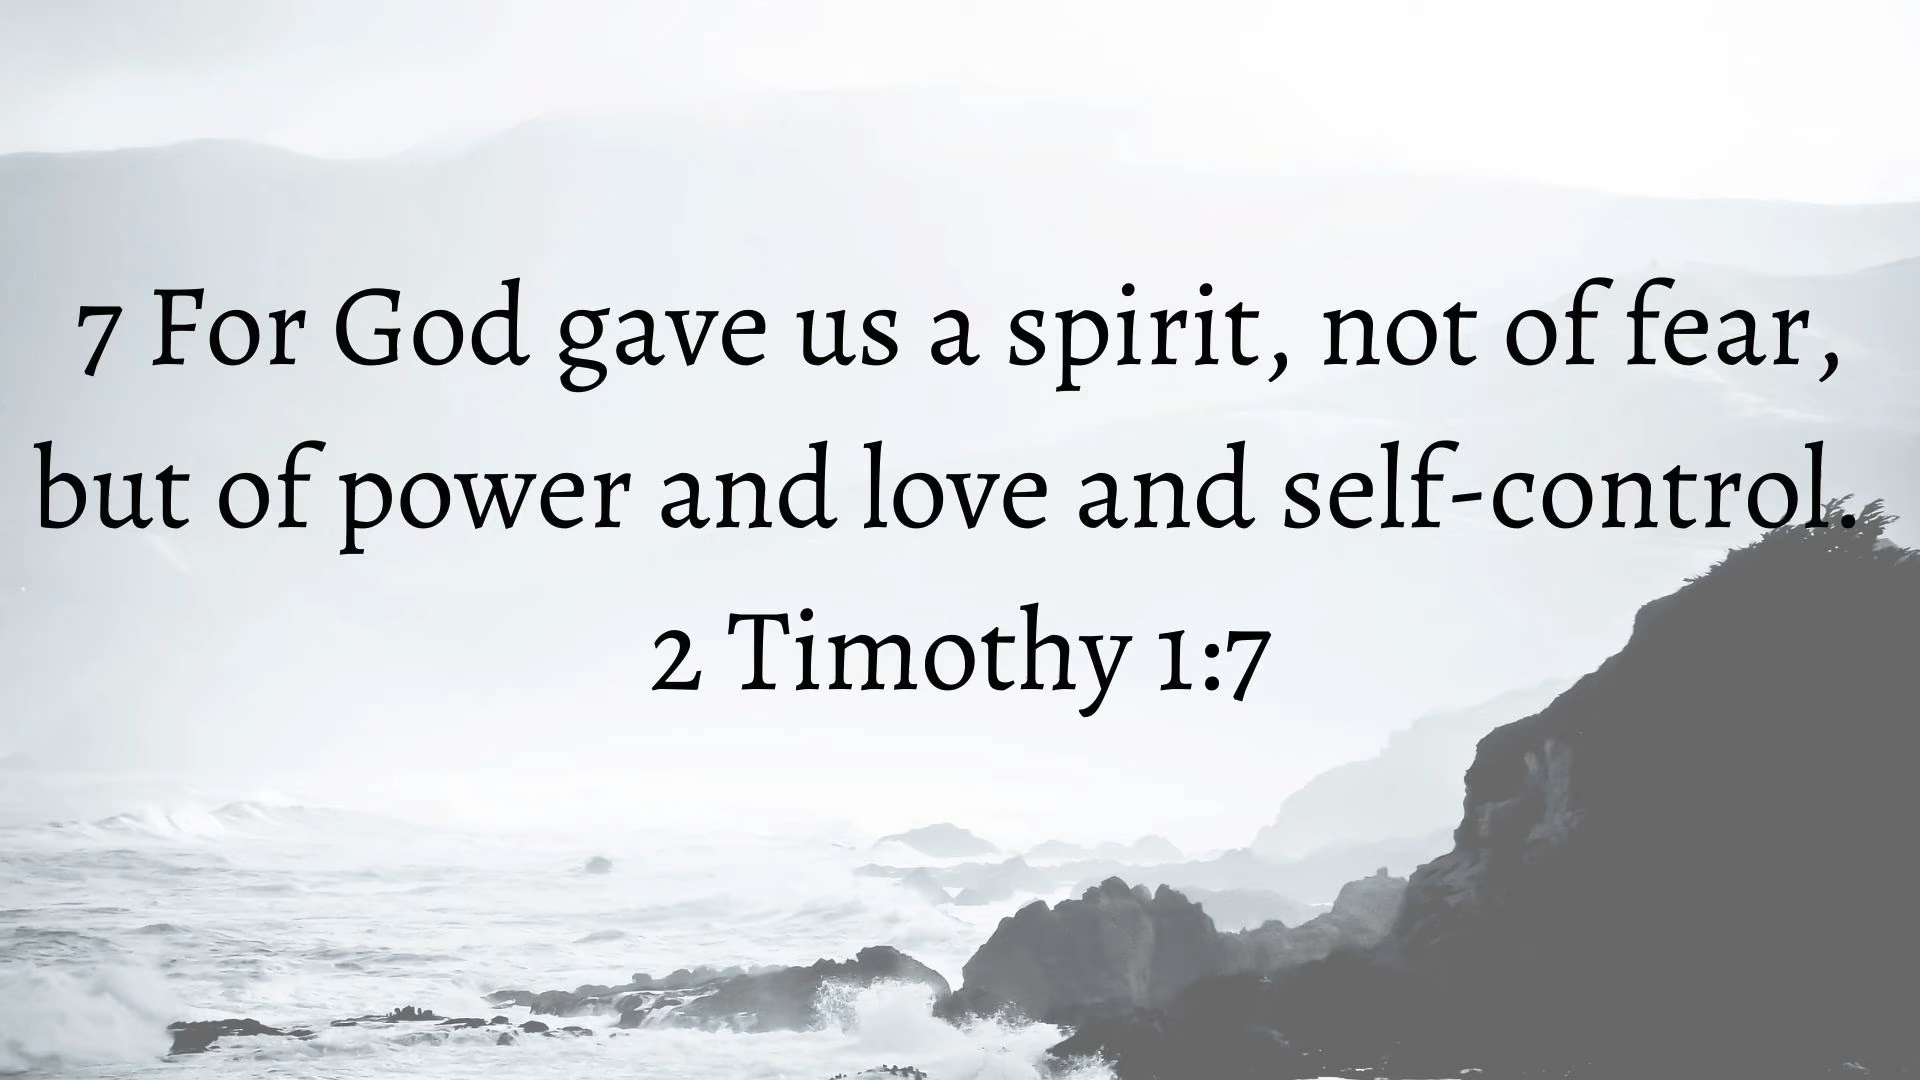 7 For God gave us a spirit, not of fear,
but of power and love and self-control.
2 Timothy 1:7